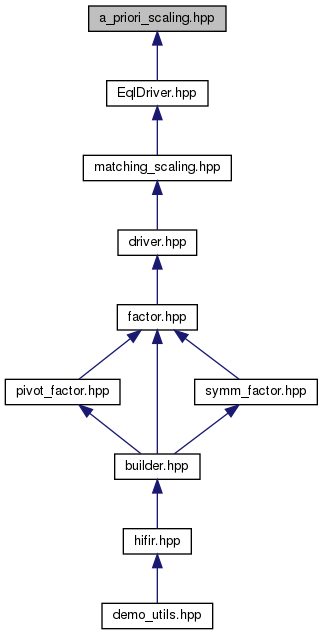 a_priori_scaling.hpp
EqlDriver.hpp
matching_scaling.hpp
driver.hpp
factor.hpp
pivot_factor.hpp
symm_factor.hpp
builder.hpp
hifir.hpp
demo_utils.hpp